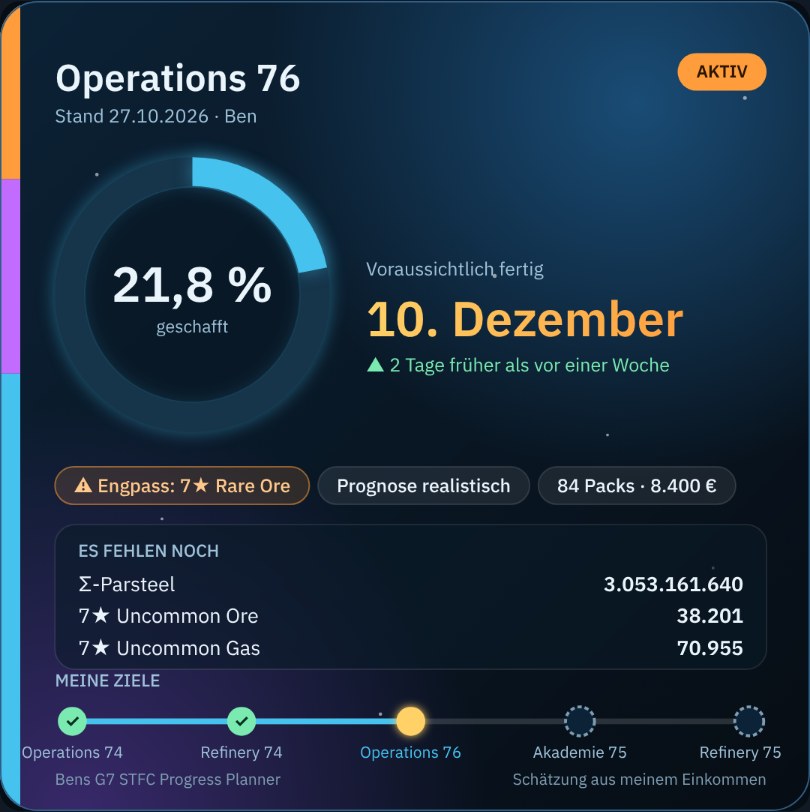 Operations 76
AKTIV
Stand 27.10.2026 · Ben
21,8 %
geschafft
Voraussichtlich fertig
10. Dezember
▲ 2 Tage früher als vor einer Woche
⚠ Engpass: 7★ Rare Ore
Prognose realistisch
84 Packs · 8.400 €
ES FEHLEN NOCH
Σ-Parsteel 3.053.161.640
7★ Uncommon Ore 38.201
7★ Uncommon Gas 70.955
MEINE ZIELE
Operations 74 Refinery 74 Operations 76 Akademie 75 Refinery 75
Bens G7 STFC Progress Planner Schätzung aus meinem Einkommen